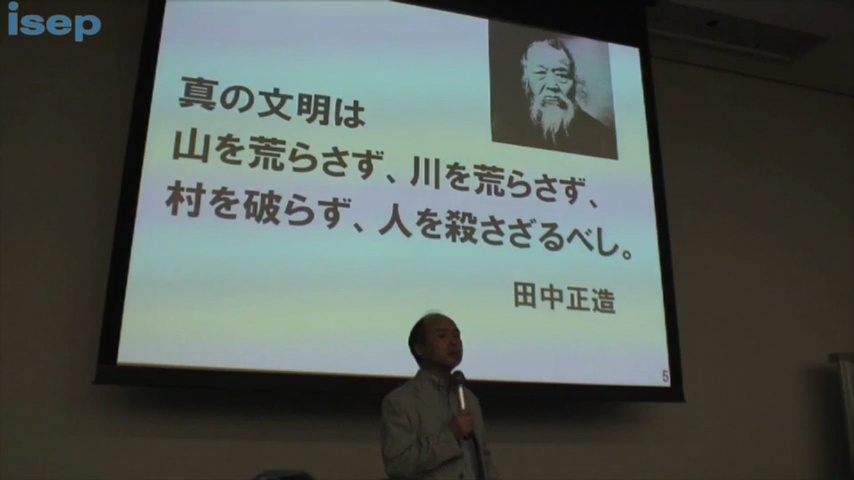 isep
真の文明は
山を荒らさず、川を荒らさず、
村を破らず、人を殺さざるべし。
田中正造
5